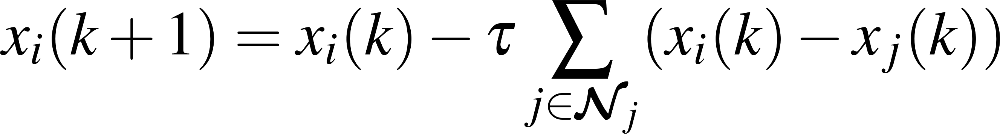 x_i(k + 1) = x_i(k) − τ ∑_{j∈𝒩_j} (x_i(k) − x_j(k))